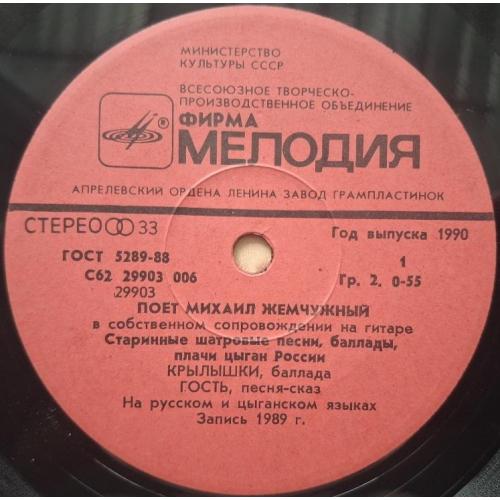 МИНИСТЕРСТВО
КУЛЬТУРЫ СССР
ВСЕСОЮЗНОЕ ТВОРЧЕСКО-
ПРОИЗВОДСТВЕННОЕ ОБЪЕДИНЕНИЕ
ФИРМА
МЕЛОДИЯ
АПРЕЛЕВСКИЙ ОРДЕНА ЛЕНИНА ЗАВОД ГРАМПЛАСТИНОК
СТЕРЕО 33
Год выпуска 1990
ГОСТ 5289-88
1
С62 29903 006
Гр. 2. 0-55
29903
ПОЕТ МИХАИЛ ЖЕМЧУЖНЫЙ
в собственном сопровождении на гитаре
Старинные шатровые песни, баллады,
плачи цыган России
КРЫЛЫШКИ, баллада
ГОСТЬ, песня-сказ
На русском и цыганском языках
Запись 1989 г.